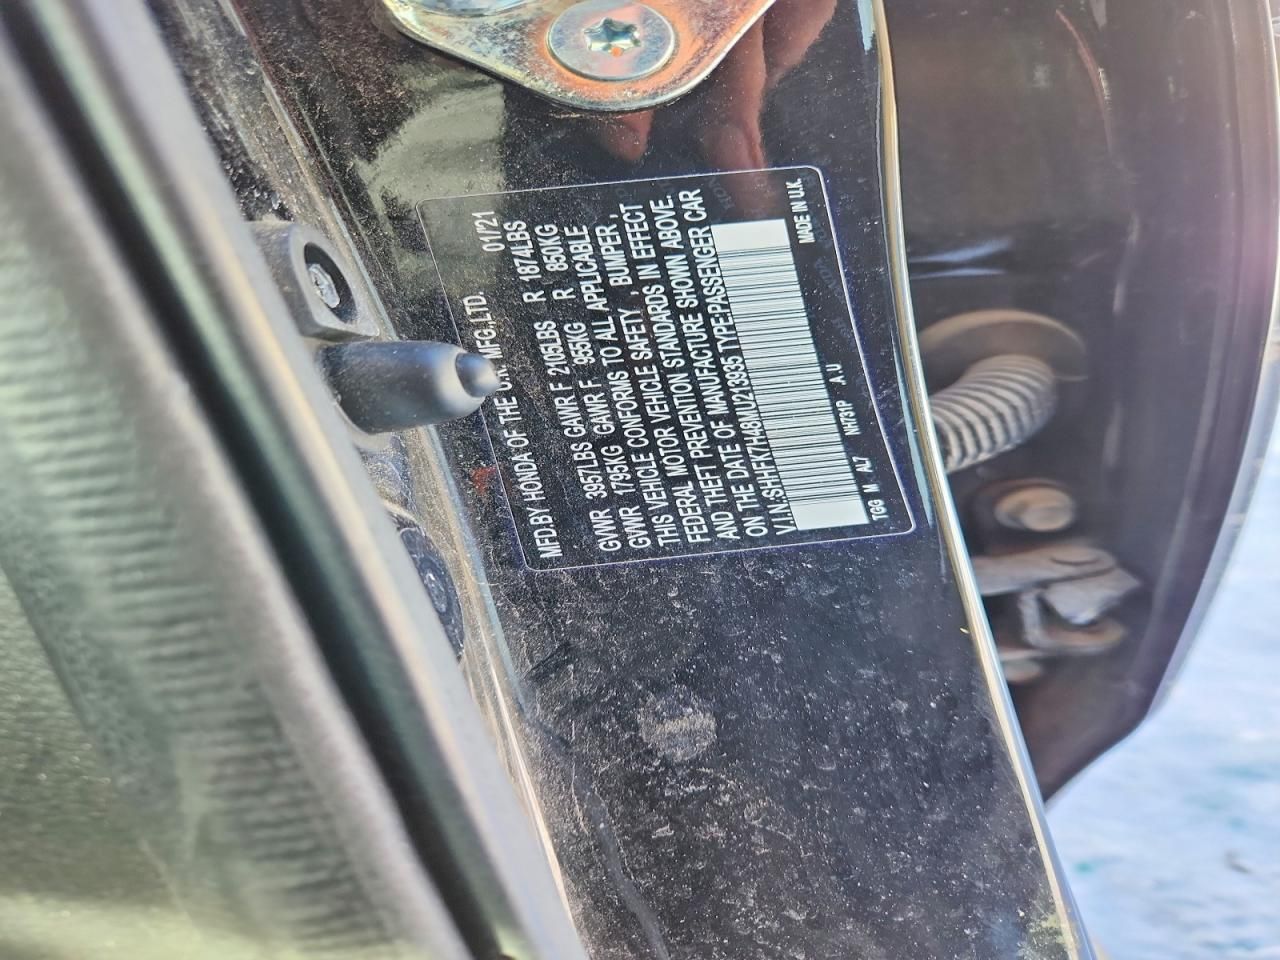 MFD.BY HONDA OF THE MFG.,LTD. 01/21
GVWR 3957LBS GAWR F 2105LBS R 1874LBS
GVWR 1795KG GAWR F 955KG R 850KG
THIS VEHICLE CONFORMS TO ALL APPLICABLE
FEDERAL MOTOR VEHICLE SAFETY , BUMPER ,
AND THEFT PREVENTION STANDARDS IN EFFECT
ON THE DATE OF MANUFACTURE SHOWN ABOVE.
V.I.N.:SHHFK7H48MU213935 TYPE:PASSENGER CAR
TGG M AL7 NH731P A.U MADE IN U.K.